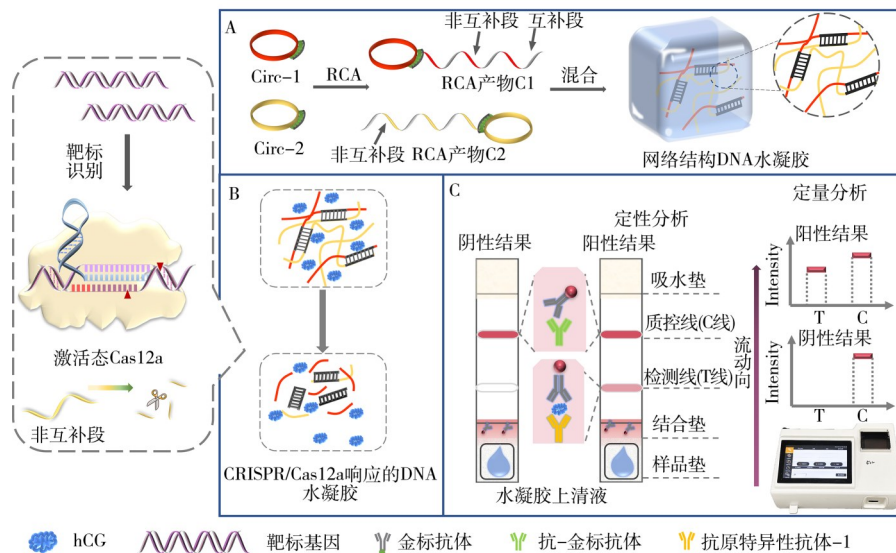 靶标
识别
激活态Cas12a
非互补段
A
Circ-1
Circ-2
RCA
非互补段
互补段
RCA产物C1
非互补段
RCA产物C2
混合
网络结构DNA水凝胶
B
CRISPR/Cas12a响应的DNA
水凝胶
C
定性分析
阴性结果
阳性结果
吸水垫
质控线(C线)
检测线(T线)
结合垫
样品垫
水凝胶上清液
流动向
定量分析
阳性结果
Intensity
T
C
阴性结果
Intensity
T
C
hCG
靶标基因
金标抗体
抗-金标抗体
抗原特异性抗体-1